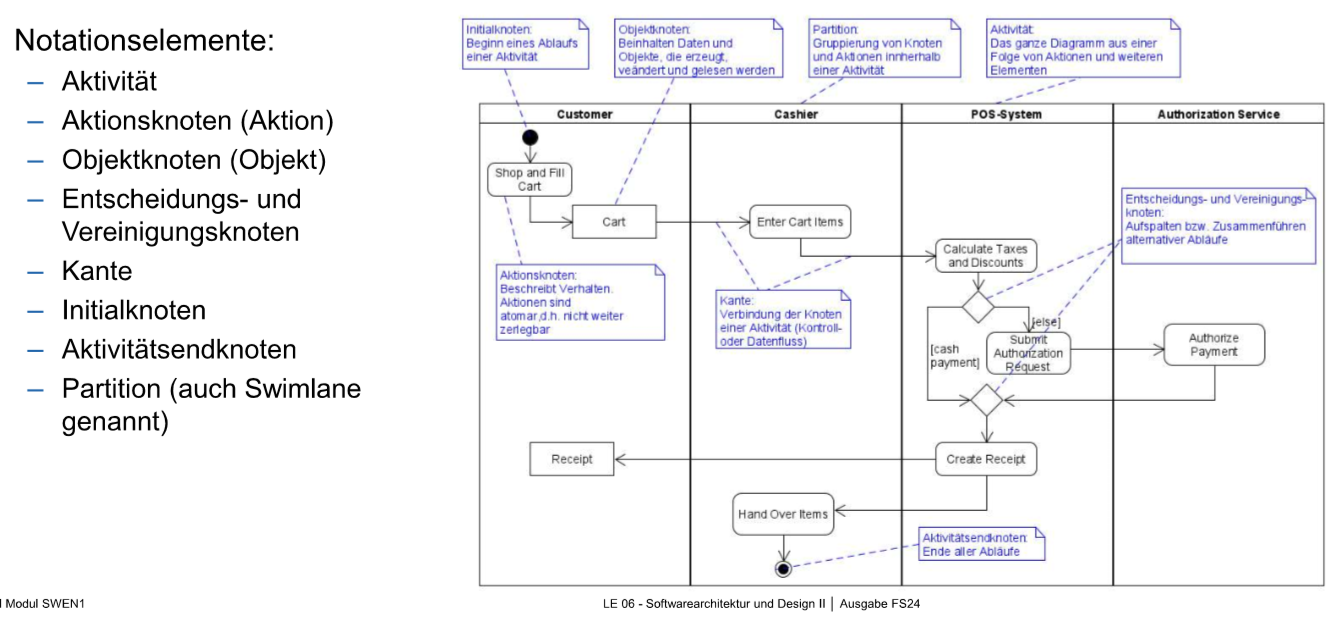 Notationselemente:
– Aktivität
– Aktionsknoten (Aktion)
– Objektknoten (Objekt)
– Entscheidungs- und
Vereinigungsknoten
– Kante
– Initialknoten
– Aktivitätsendknoten
– Partition (auch Swimlane
genannt)
Initialknoten:
Beginn eines Ablaufs
einer Aktivität
Objektknoten:
Beinhalten Daten und
Objekte, die erzeugt,
veändert und gelesen werden
Partition:
Gruppierung von Knoten
und Aktionen innherhalb
einer Aktivität
Aktivität:
Das ganze Diagramm aus einer
Folge von Aktionen und weiteren
Elementen
Customer
Cashier
POS-System
Authorization Service
Shop and Fill
Cart
Cart
Enter Cart Items
Calculate Taxes
and Discounts
Entscheidungs- und Vereinigungs-
knoten:
Aufspalten bzw. Zusammenführen
alternativer Abläufe
Aktionsknoten:
Beschreibt Verhalten.
Aktionen sind
atomar,d.h. nicht weiter
zerlegbar
Kante:
Verbindung der Knoten
einer Aktivität (Kontroll-
oder Datenfluss)
[else]
[cash
payment]
Submit
Authorization
Request
Authorize
Payment
Receipt
Create Receipt
Hand Over Items
Aktivitätsendknoten:
Ende aller Abläufe
l Modul SWEN1
LE 06 - Softwarearchitektur und Design II | Ausgabe FS24